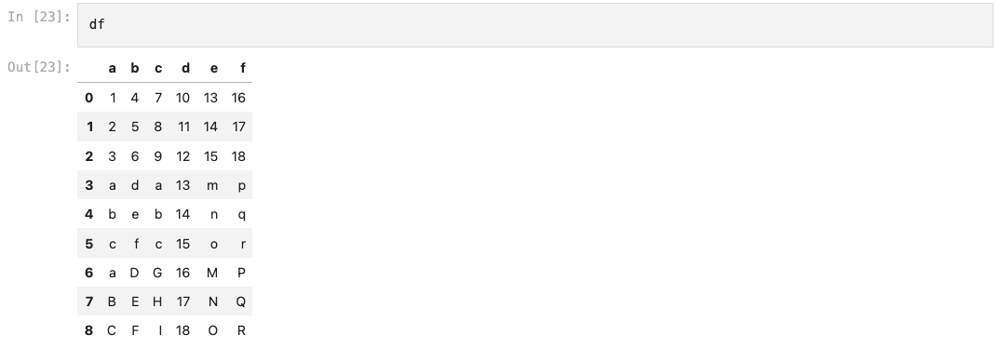 In [23]: df
Out[23]:
a b c d e f
0 1 4 7 10 13 16
1 2 5 8 11 14 17
2 3 6 9 12 15 18
3 a d a 13 m p
4 b e b 14 n q
5 c f c 15 o r
6 a D G 16 M P
7 B E H 17 N Q
8 C F I 18 O R